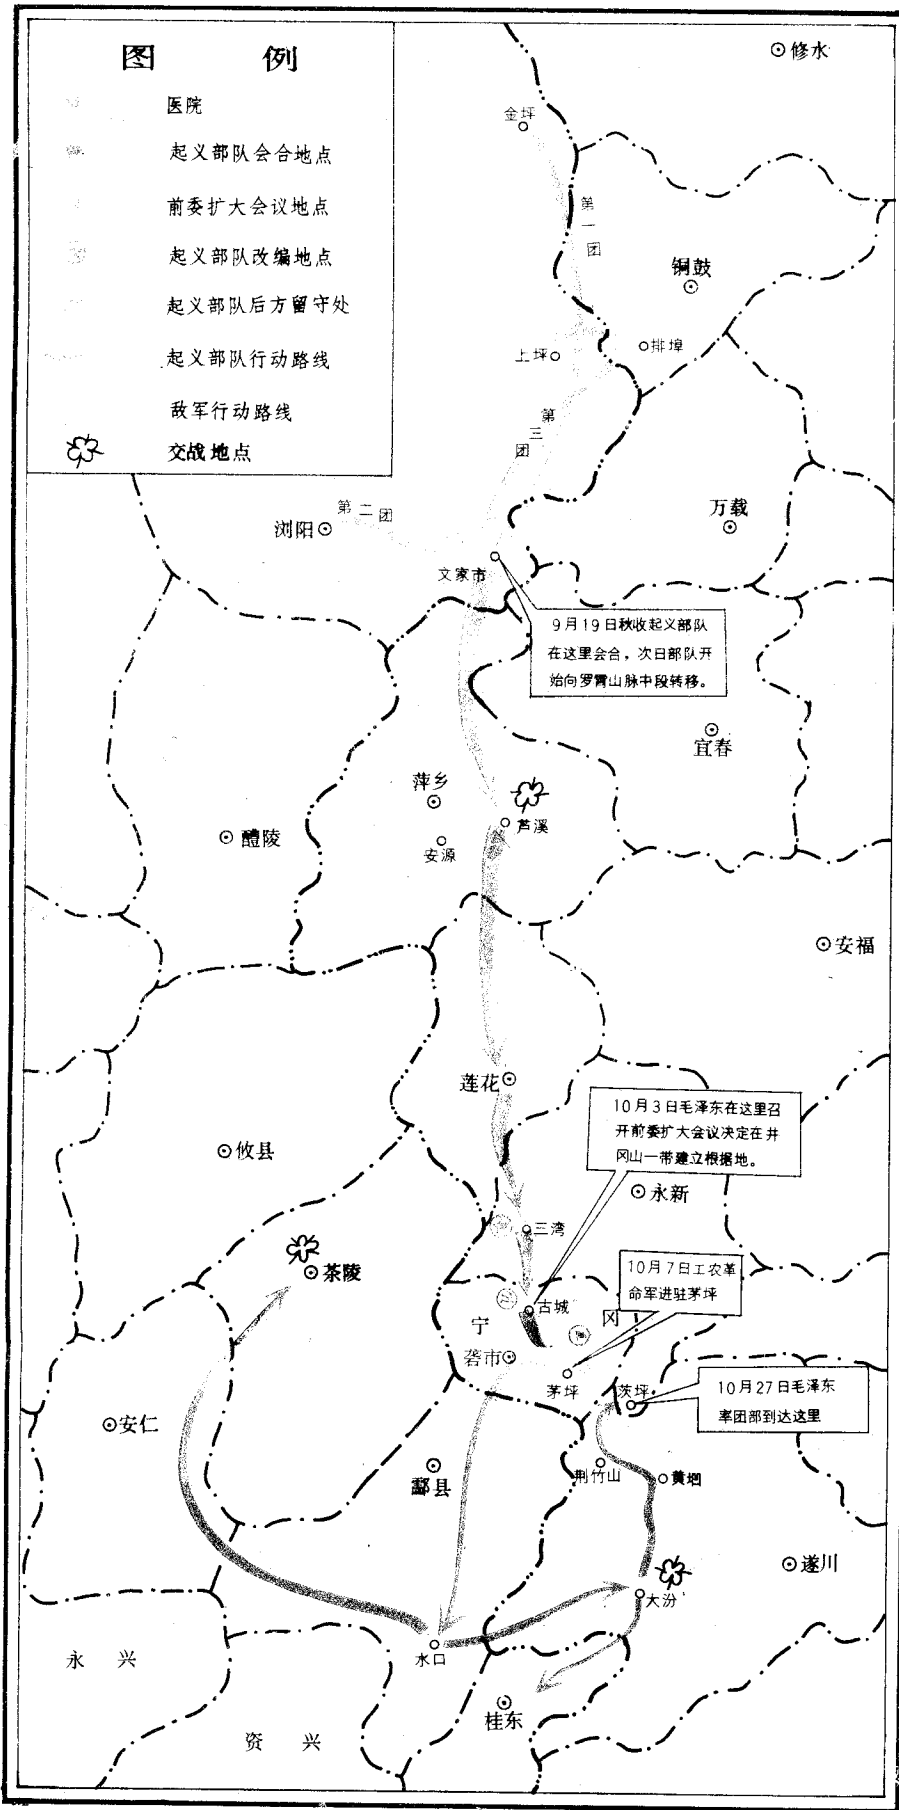 图 例
医院
起义部队会合地点
前委扩大会议地点
起义部队改编地点
起义部队后方留守处
起义部队行动路线
敌军行动路线
交战地点
修水
金坪
第一团
铜鼓
排埠
上坪
第三团
万载
第二团
浏阳
文家市
9月19日秋收起义部队
在这里会合，次日部队开
始向罗霄山脉中段转移。
宜春
萍乡
芦溪
安源
醴陵
安福
莲花
10月3日毛泽东在这里召
开前委扩大会议决定在井
冈山一带建立根据地。
攸县
永新
三湾
茶陵
10月7日工农革
命军进驻茅坪
古城
宁 冈
砻市
茅坪
茨坪
10月27日毛泽东
率团部到达这里
安仁
酃县
荆竹山
黄坳
遂川
大汾
水口
永 兴
桂东
资 兴